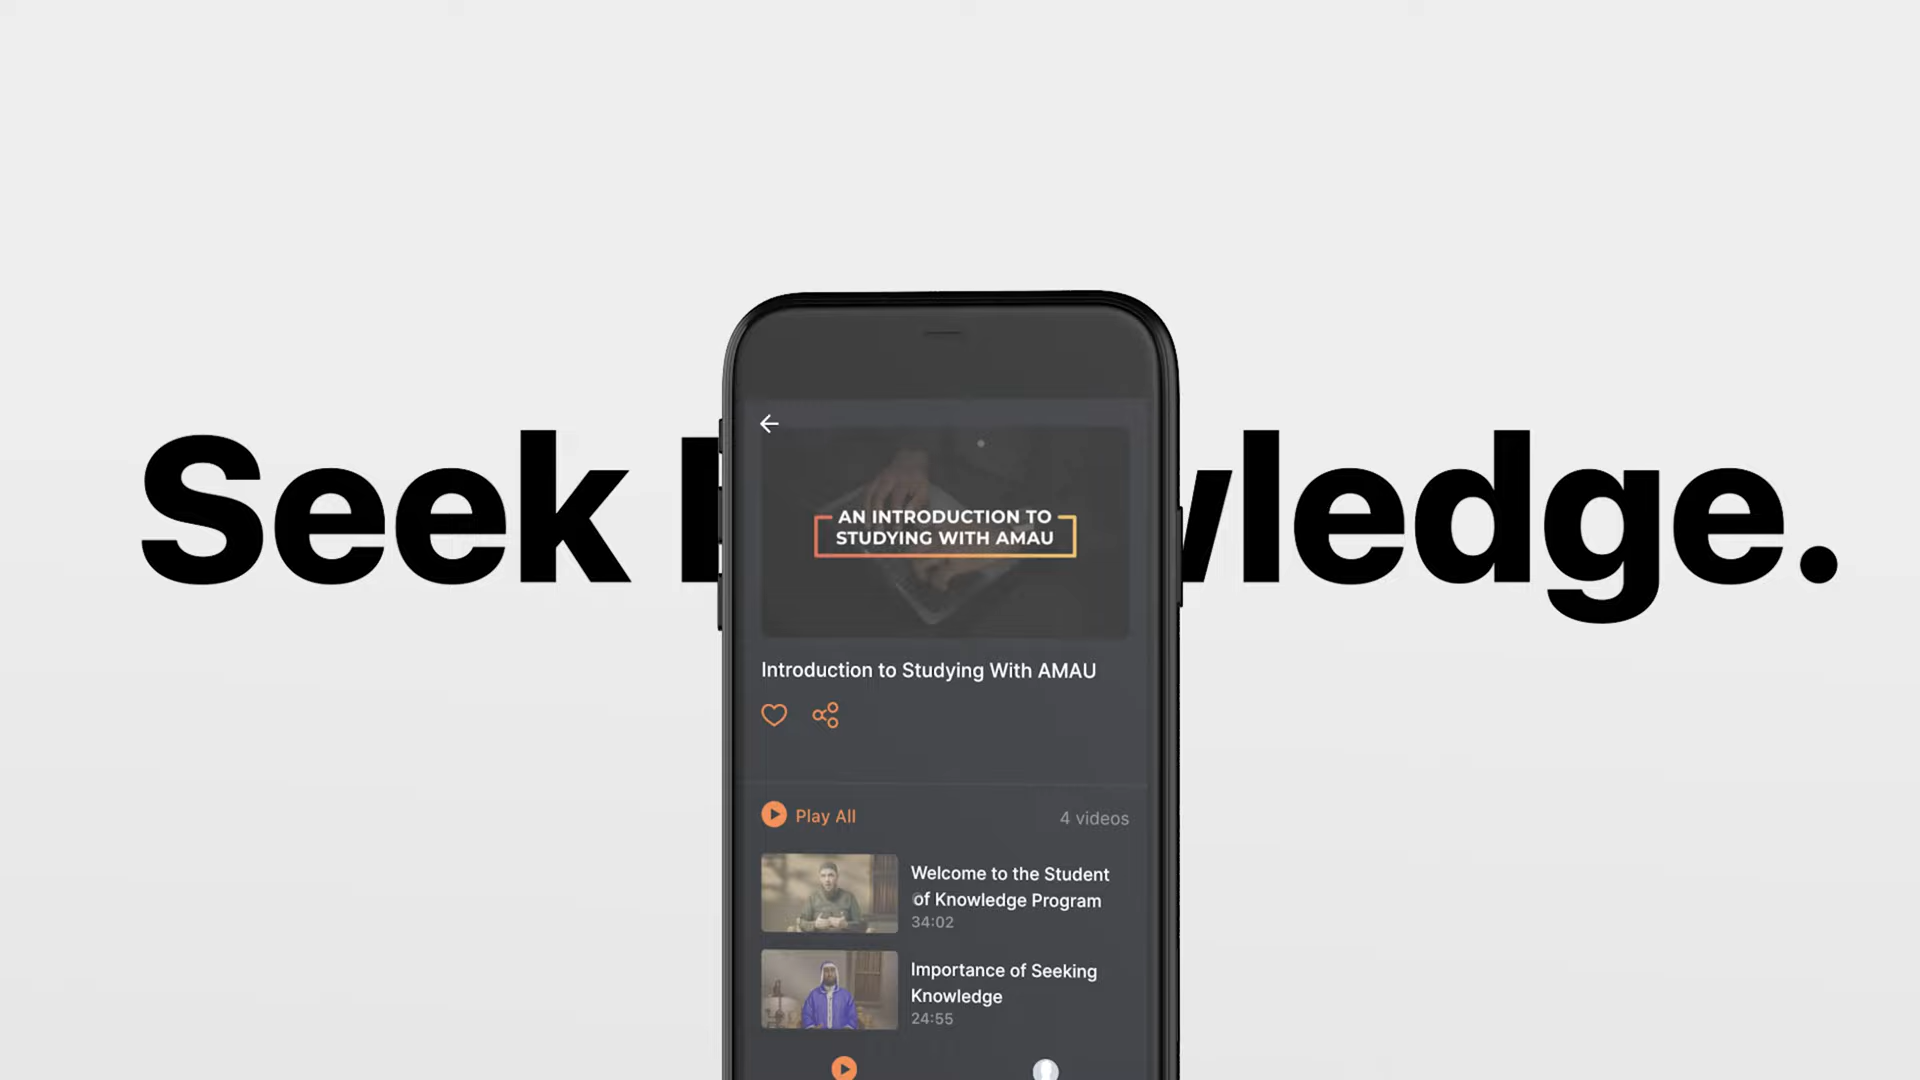 Seek K wledge.
AN INTRODUCTION TO
STUDYING WITH AMAU
Introduction to Studying With AMAU
Play All
4 videos
Welcome to the Student
of Knowledge Program
34:02
Importance of Seeking
Knowledge
24:55